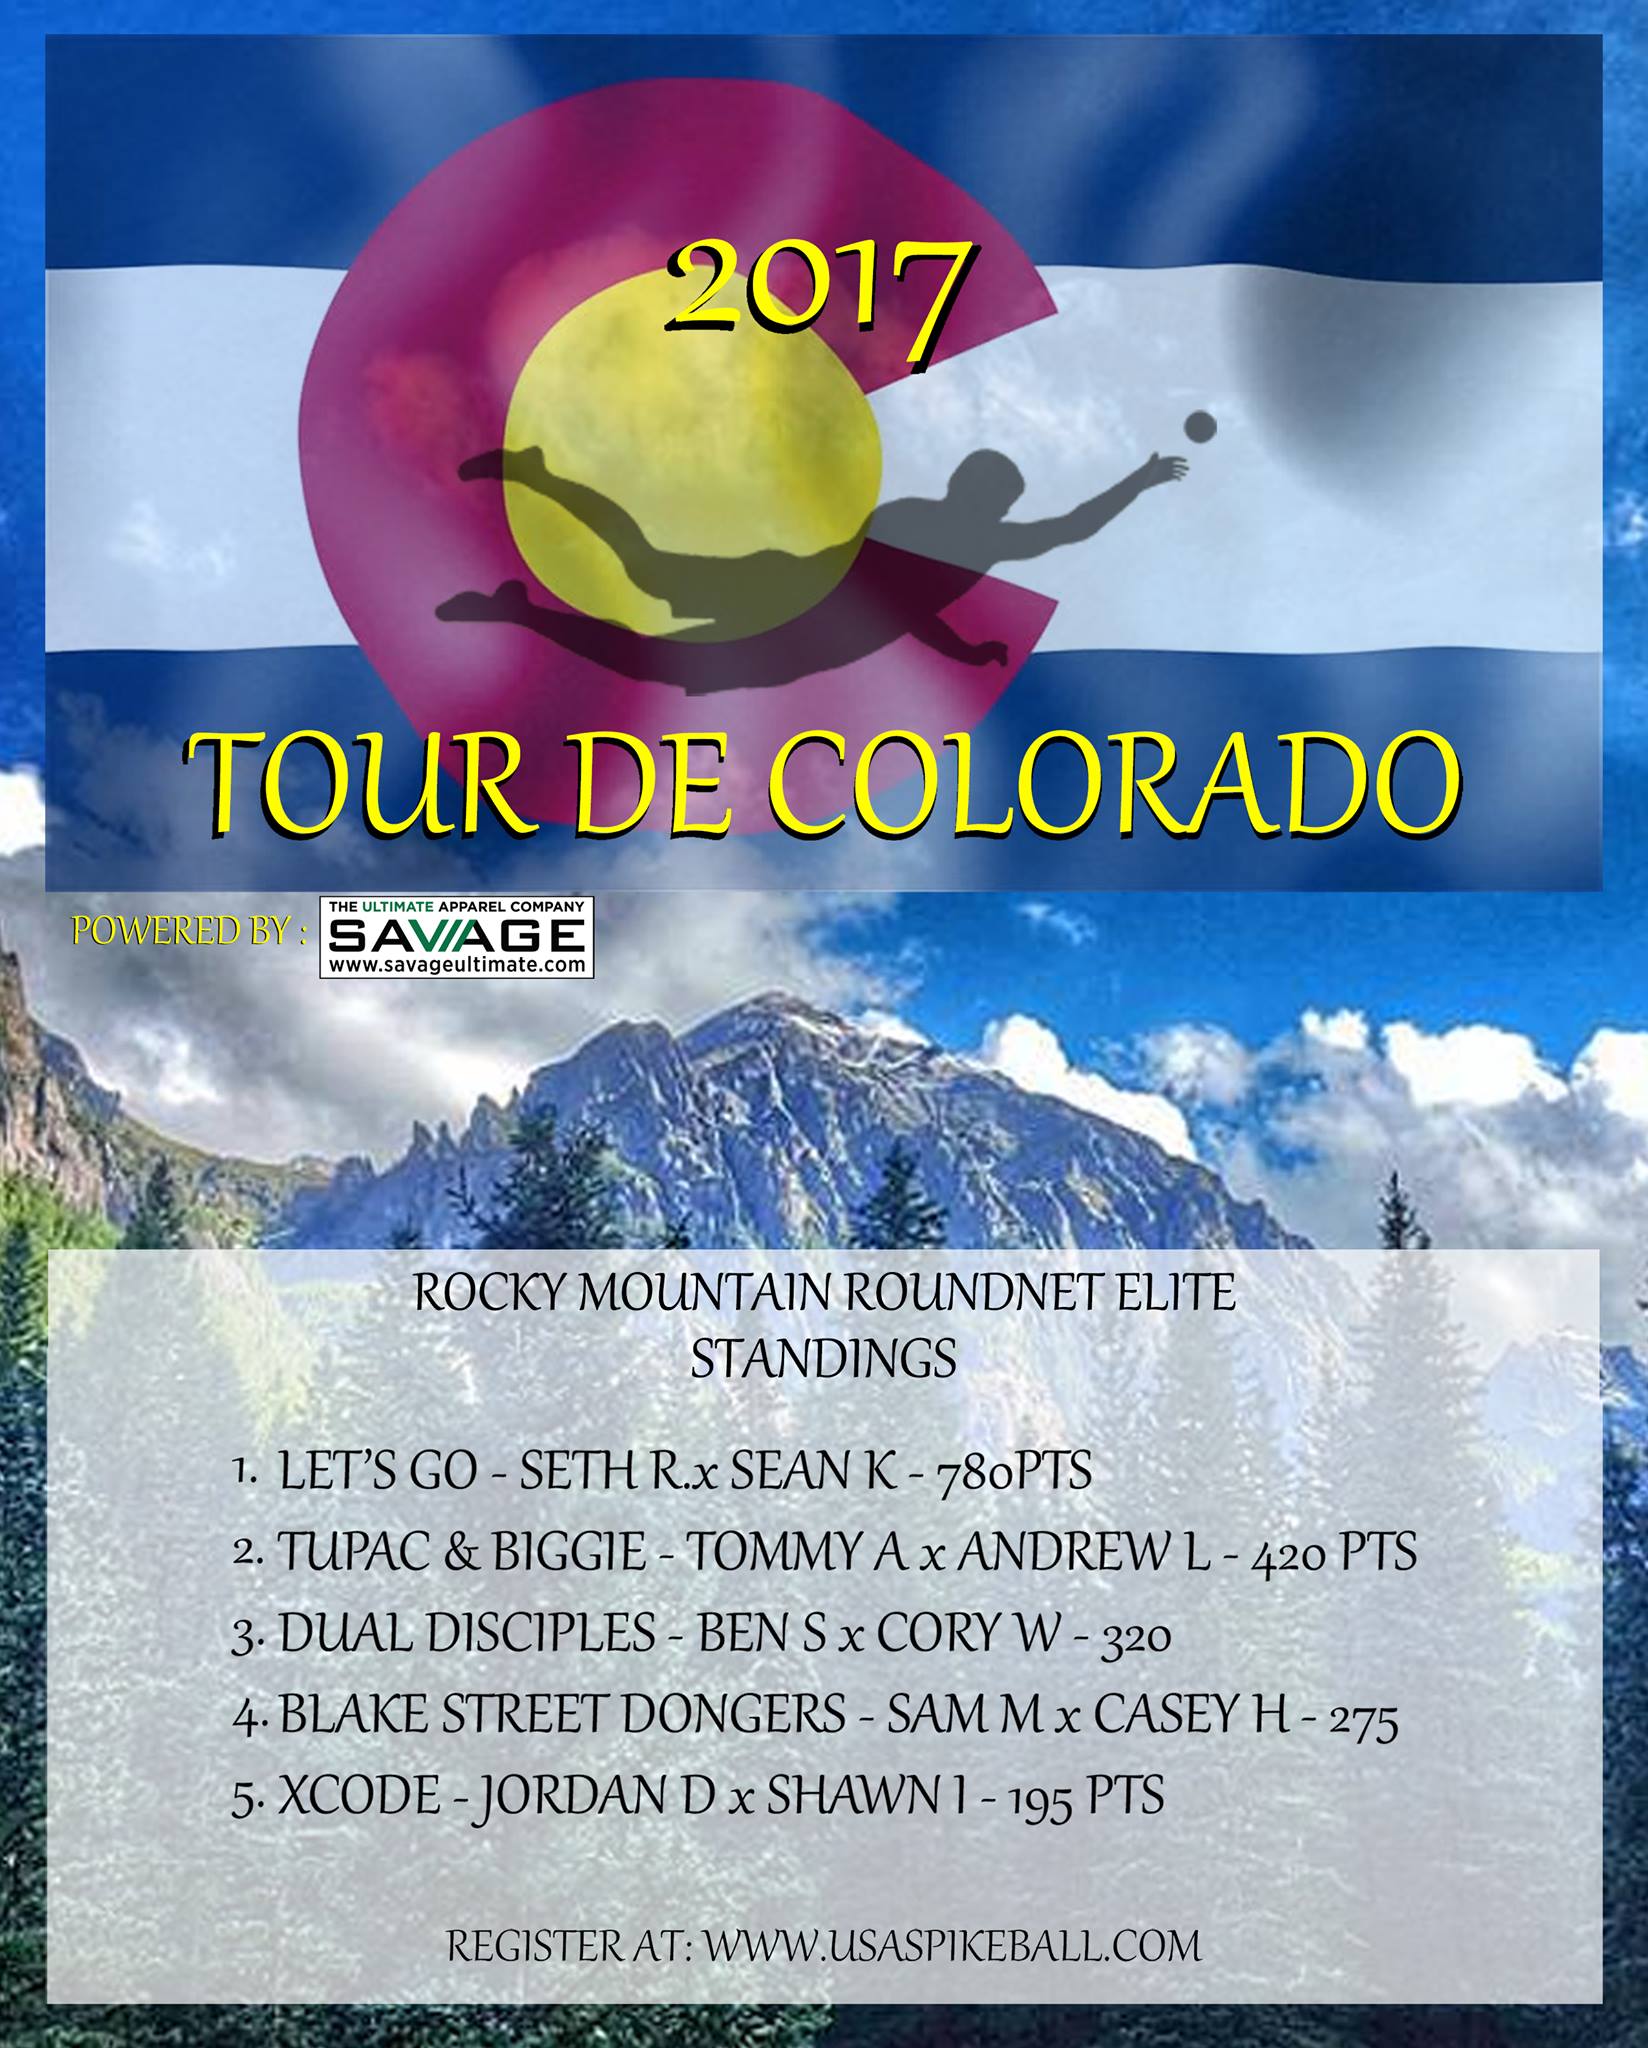 2017
TOUR DE COLORADO
POWERED BY :
THE ULTIMATE APPAREL COMPANY
SAVAGE
www.savageultimate.com
ROCKY MOUNTAIN ROUNDNET ELITE
STANDINGS
1. LET'S GO - SETH R.x SEAN K - 780PTS
2. TUPAC & BIGGIE - TOMMY A x ANDREW L - 420 PTS
3. DUAL DISCIPLES - BEN S x CORY W - 320
4. BLAKE STREET DONGERS - SAM M x CASEY H - 275
5. XCODE - JORDAN D x SHAWN I - 195 PTS
REGISTER AT: WWW.USASPIKEBALL.COM